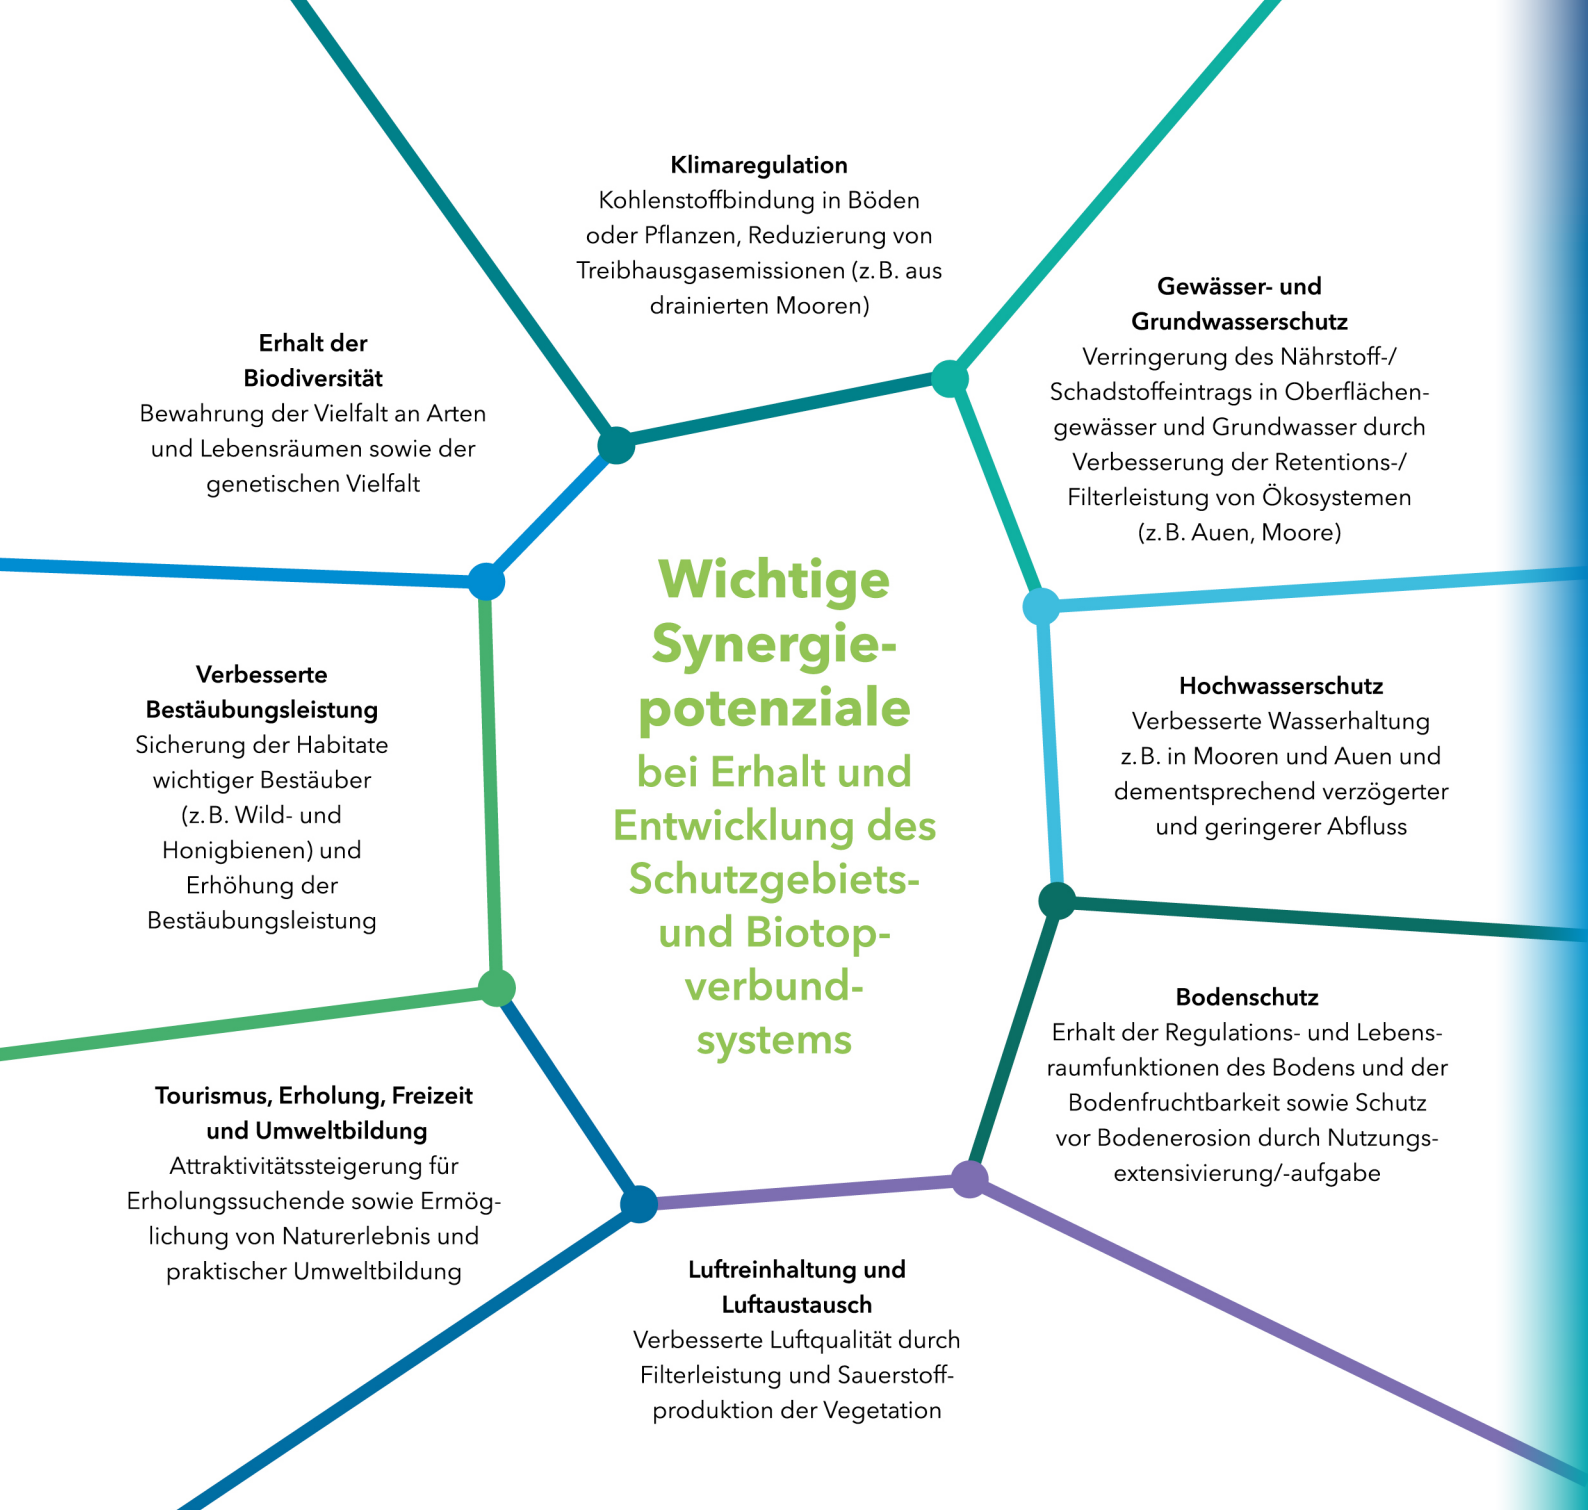 Klimaregulation
Kohlenstoffbindung in Böden
oder Pflanzen, Reduzierung von
Treibhausgasemissionen (z. B. aus
drainierten Mooren)
Gewässer- und
Grundwasserschutz
Verringerung des Nährstoff-/
Schadstoffeintrags in Oberflächen-
gewässer und Grundwasser durch
Verbesserung der Retentions-/
Filterleistung von Ökosystemen
(z. B. Auen, Moore)
Erhalt der
Biodiversität
Bewahrung der Vielfalt an Arten
und Lebensräumen sowie der
genetischen Vielfalt
Wichtige
Synergie-
potenziale
bei Erhalt und
Entwicklung des
Schutzgebiets-
und Biotop-
verbund-
systems
Verbesserte
Bestäubungsleistung
Sicherung der Habitate
wichtiger Bestäuber
(z. B. Wild- und
Honigbienen) und
Erhöhung der
Bestäubungsleistung
Hochwasserschutz
Verbesserte Wasserhaltung
z. B. in Mooren und Auen und
dementsprechend verzögerter
und geringerer Abfluss
Bodenschutz
Erhalt der Regulations- und Lebens-
raumfunktionen des Bodens und der
Bodenfruchtbarkeit sowie Schutz
vor Bodenerosion durch Nutzungs-
extensivierung/-aufgabe
Tourismus, Erholung, Freizeit
und Umweltbildung
Attraktivitätssteigerung für
Erholungssuchende sowie Ermög-
lichung von Naturerlebnis und
praktischer Umweltbildung
Luftreinhaltung und
Luftaustausch
Verbesserte Luftqualität durch
Filterleistung und Sauerstoff-
produktion der Vegetation